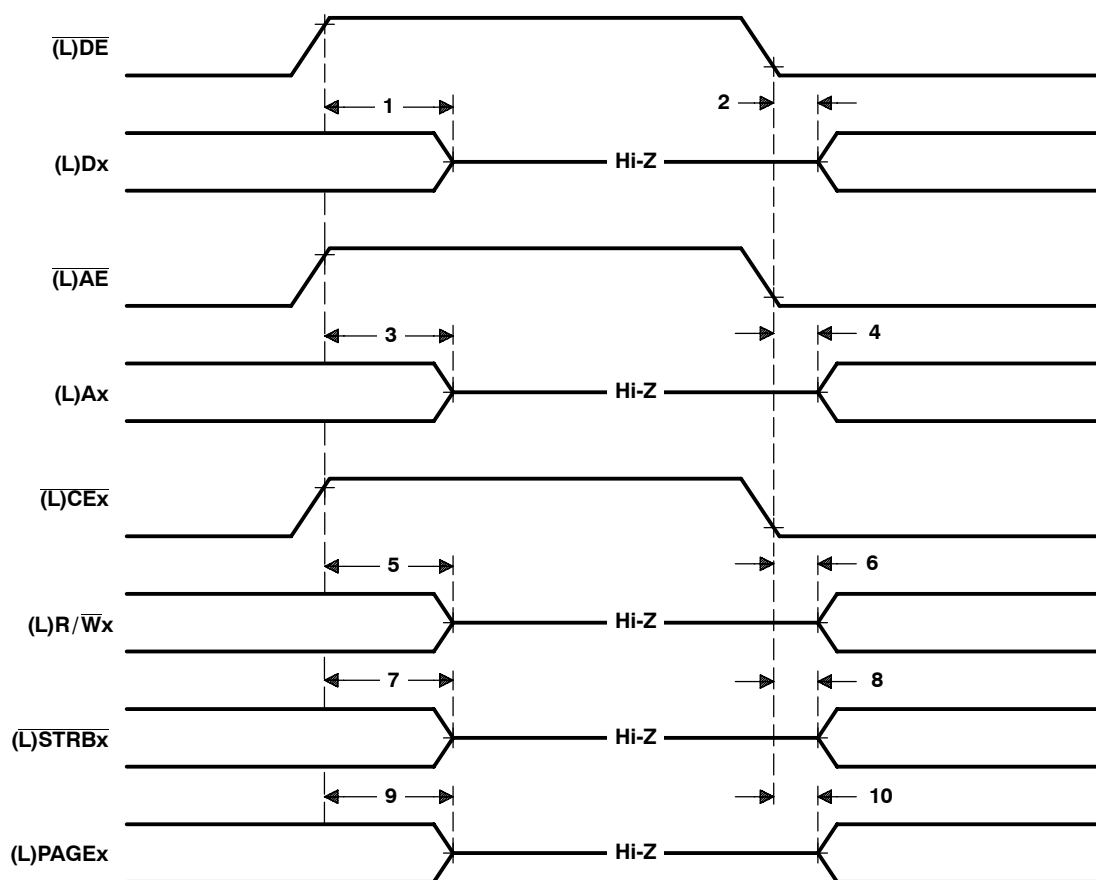 (L)DE
1
2
(L)Dx
Hi-Z
(L)AE
3
4
(L)Ax
Hi-Z
(L)CEx
5
6
(L)R/Wx
Hi-Z
7
8
(L)STRBx
Hi-Z
9
10
(L)PAGEx
Hi-Z